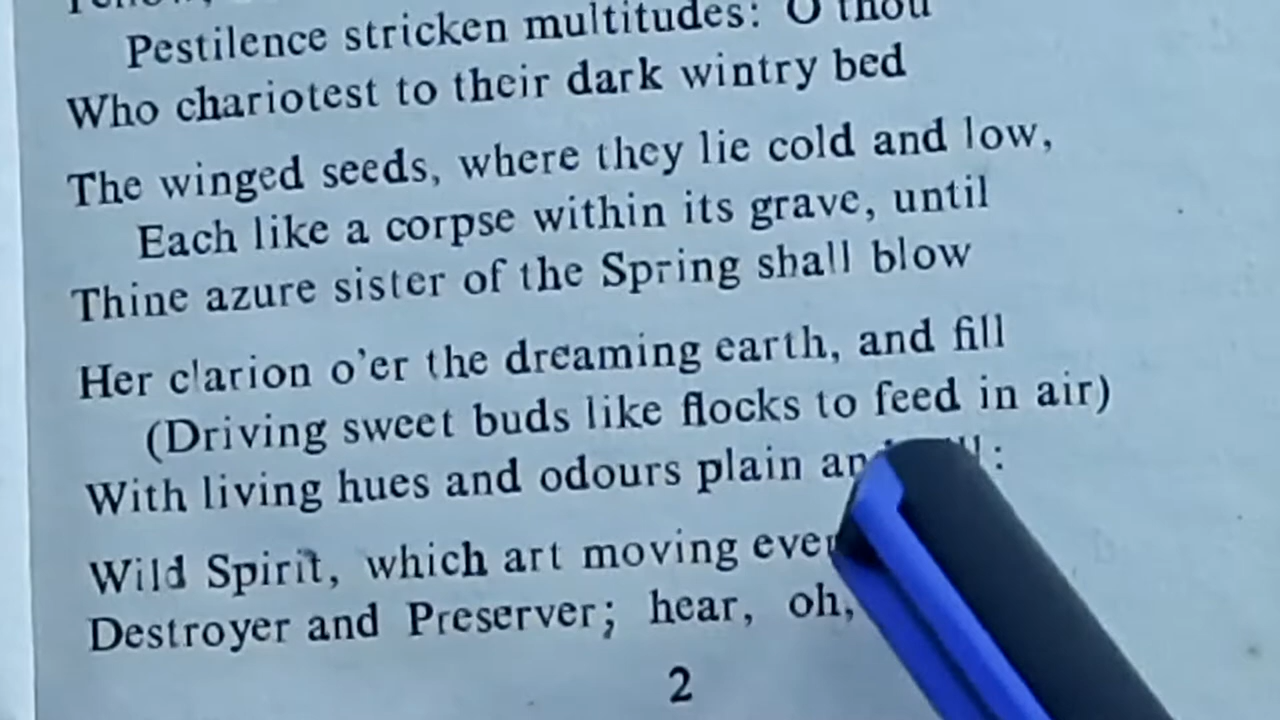 Pestilence stricken multitudes: O thou
Who chariotest to their dark wintry bed
The winged seeds, where they lie cold and low,
Each like a corpse within its grave, until
Thine azure sister of the Spring shall blow
Her clarion o'er the dreaming earth, and fill
(Driving sweet buds like flocks to feed in air)
With living hues and odours plain
Wild Spirit, which art moving
Destroyer and Preserver; hear, oh,
2